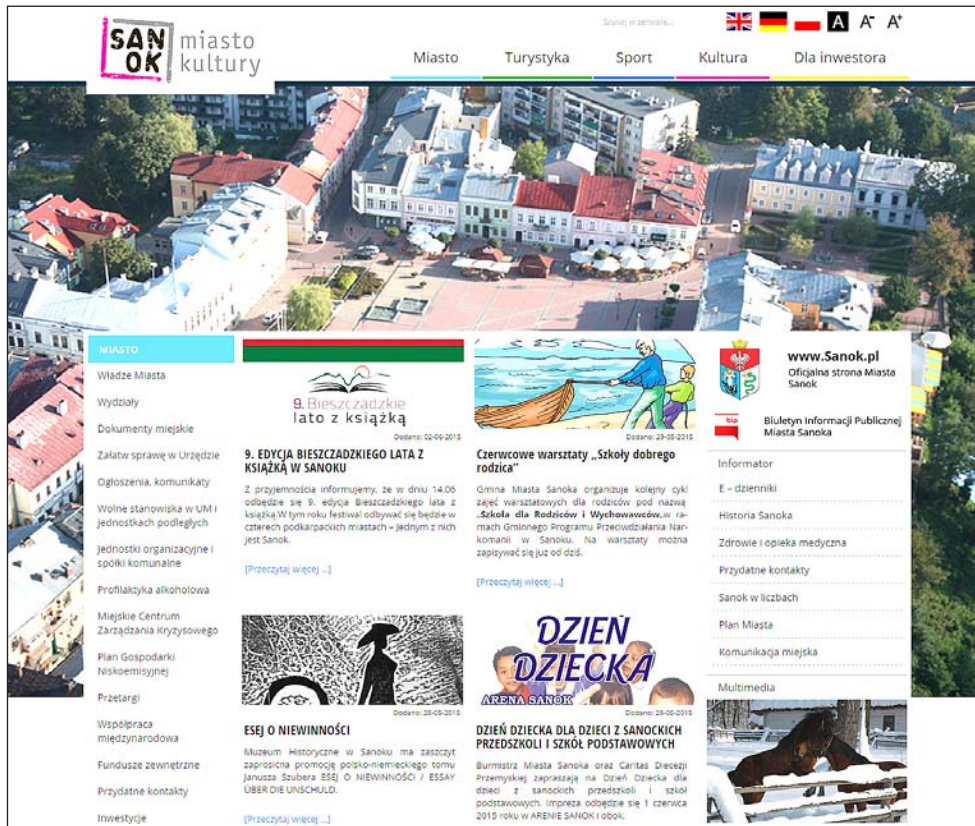 SAN
OK
miasto
kultury
Szukaj w serwisie...
A A- A+
Miasto
Turystyka
Sport
Kultura
Dla inwestora
MIASTO
Władze Miasta
Wydziały
Dokumenty miejskie
Załatw sprawę w Urzędzie
Ogłoszenia, komunikaty
Wolne stanowiska w UM i
jednostkach podległych
Jednostki organizacyjne i
spółki komunalne
Profilaktyka alkoholowa
Miejskie Centrum
Zarządzania Kryzysowego
Plan Gospodarki
Niskoemisyjnej
Przetargi
Współpraca
międzynarodowa
Fundusze zewnętrzne
Przydatne kontakty
Inwestycje
9. Bieszczadzkie
lato z książką
Dodano: 02-06-2015
9. EDYCJA BIESZCZADZKIEGO LATA Z
KSIĄŻKĄ W SANOKU
Z przyjemnością informujemy, że w dniu 14.06
odbędzie się 9. edycja Bieszczadzkiego lata z
książką.W tym roku festiwal odbywać się będzie w
czterech podkarpackich miastach – Jednym z nich
jest Sanok.
[Przeczytaj więcej ...]
Dodano: 29-05-2015
Czerwcowe warsztaty „Szkoły dobrego
rodzica”
Gmina Miasta Sanoka organizuje kolejny cykl
zajęć warsztatowych dla rodziców pod nazwą
„Szkoła dla Rodziców i Wychowawców„w ra-
mach Gminnego Programu Przeciwdziałania Nar-
komanii w Sanoku. Na warsztaty można
zapisywać się już od dziś.
[Przeczytaj więcej ...]
Dodano: 28-05-2015
ESEJ O NIEWINNOŚCI
Muzeum Historyczne w Sanoku ma zaszczyt
zaprosićna promocję polsko-niemieckiego tomu
Janusza Szubera ESEJ O NIEWINNOŚCI / ESSAY
ÜBER DIE UNSCHULD.
[Przeczytaj więcej ...]
DZIEŃ
DZIECKA
ARENA SANOK
Dodano: 28-05-2015
DZIEŃ DZIECKA DLA DZIECI Z SANOCKICH
PRZEDSZKOLI I SZKÓŁ PODSTAWOWYCH
Burmistrz Miasta Sanoka oraz Caritas Diecezji
Przemyskiej zapraszają na Dzień Dziecka dla
dzieci z sanockich przedszkoli i szkół
podstawowych. Impreza odbędzie się 1 czerwca
2015 roku w ARENIE SANOK i obok.
www.Sanok.pl
Oficjalna strona Miasta
Sanok
bip
Biuletyn Informacji Publicznej
Miasta Sanoka
Informator
E – dzienniki
Historia Sanoka
Zdrowie i opieka medyczna
Przydatne kontakty
Sanok w liczbach
Plan Miasta
Komunikacja miejska
Multimedia